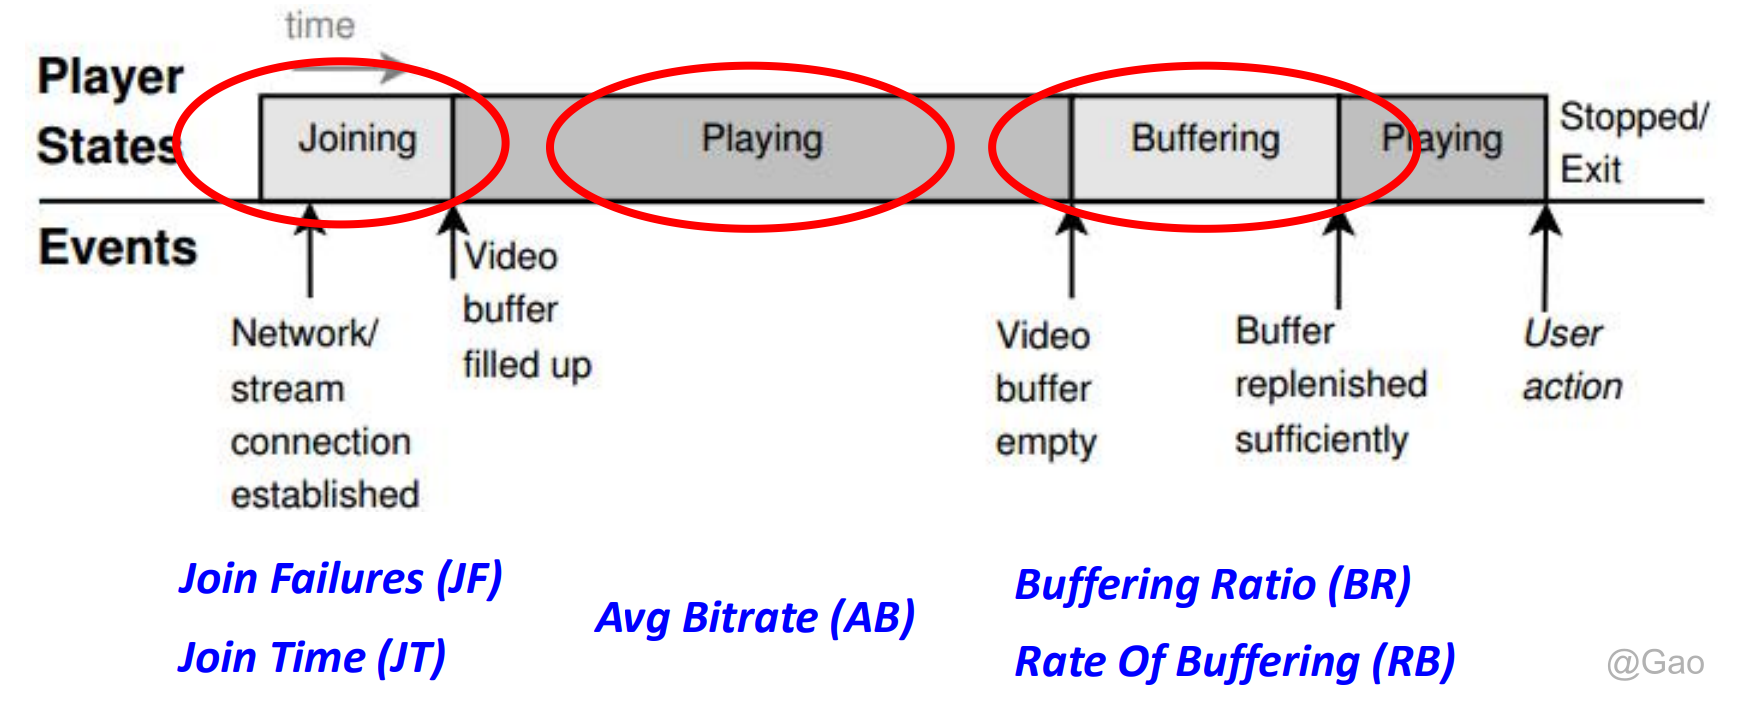 time
Player
States
Joining
Playing
Buffering
Playing
Stopped/
Exit
Events
Network/
stream
connection
established
Video
buffer
filled up
Video
buffer
empty
Buffer
replenished
sufficiently
User
action
Join Failures (JF)
Join Time (JT)
Avg Bitrate (AB)
Buffering Ratio (BR)
Rate Of Buffering (RB)
@Gao